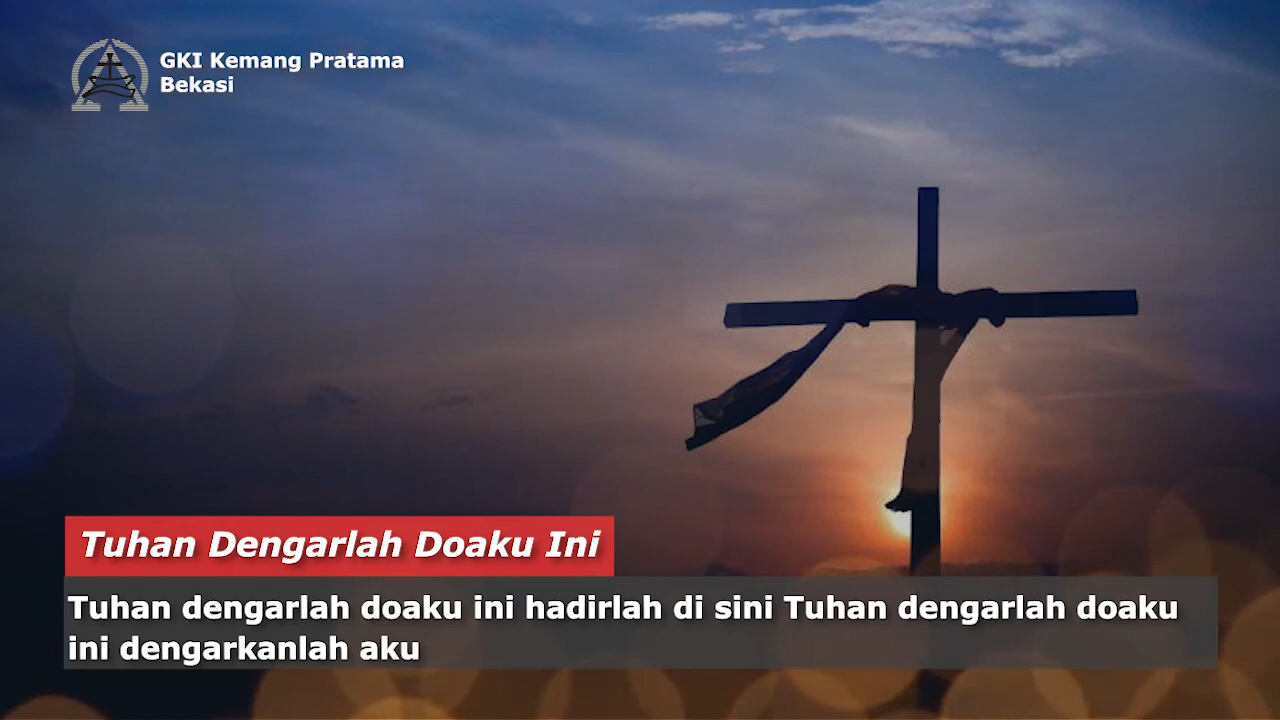 GKI Kemang Pratama
Bekasi
Tuhan Dengarlah Doaku Ini
Tuhan dengarlah doaku ini hadirlah di sini Tuhan dengarlah doaku
ini dengarkanlah aku